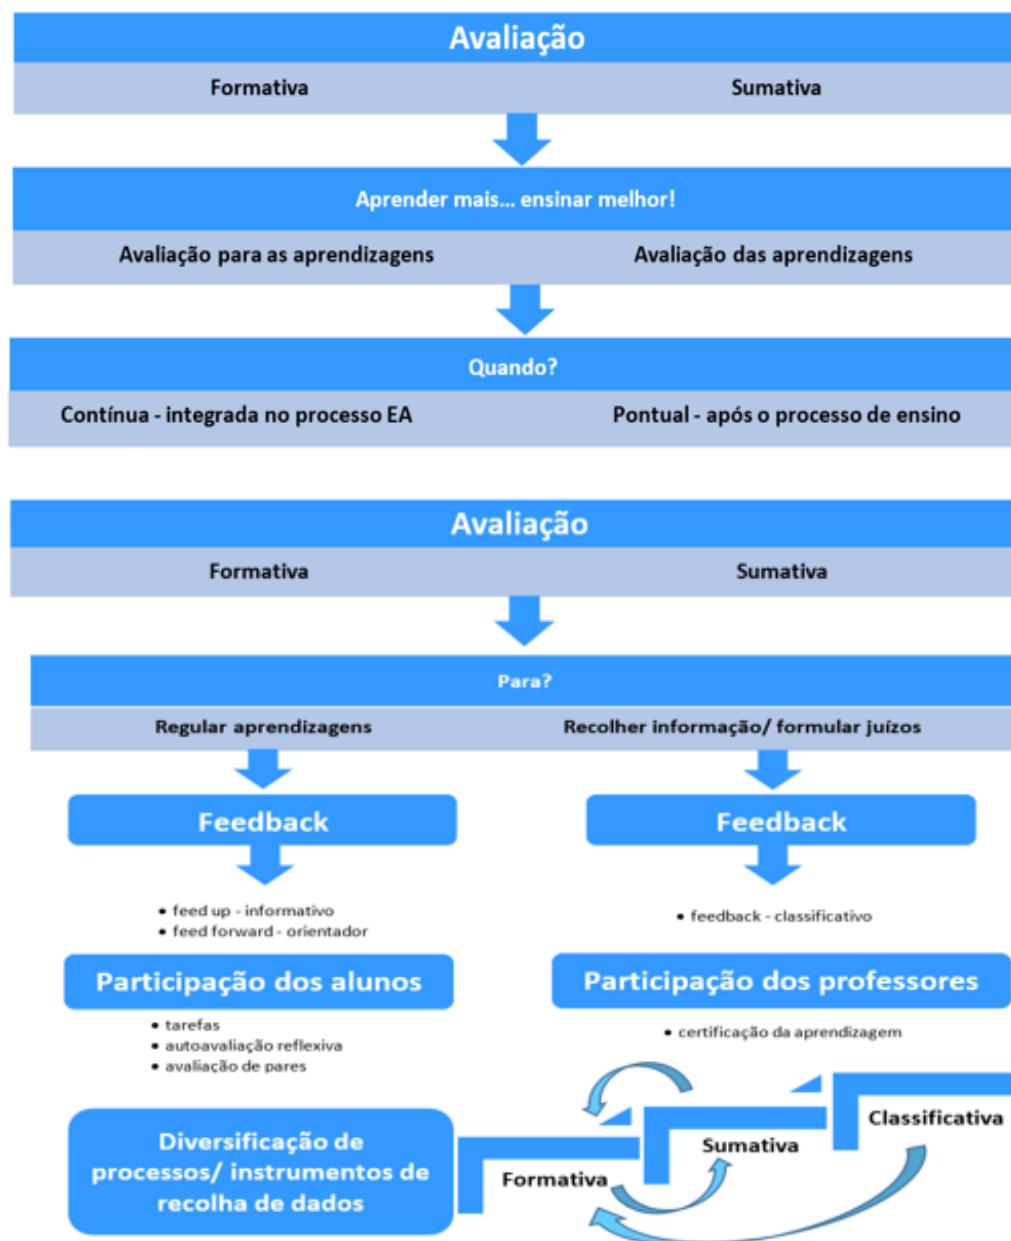 Avaliação
Formativa
Sumativa
Aprender mais... ensinar melhor!
Avaliação para as aprendizagens
Avaliação das aprendizagens
Quando?
Contínua - integrada no processo EA
Pontual - após o processo de ensino
Avaliação
Formativa
Sumativa
Para?
Regular aprendizagens
Recolher informação/ formular juízos
Feedback
Feedback
• feed up - informativo
• feed forward - orientador
• feedback - classificativo
Participação dos alunos
Participação dos professores
• tarefas
• autoavaliação reflexiva
• avaliação de pares
• certificação da aprendizagem
Diversificação de
processos/ instrumentos de
recolha de dados
Formativa
Sumativa
Classificativa